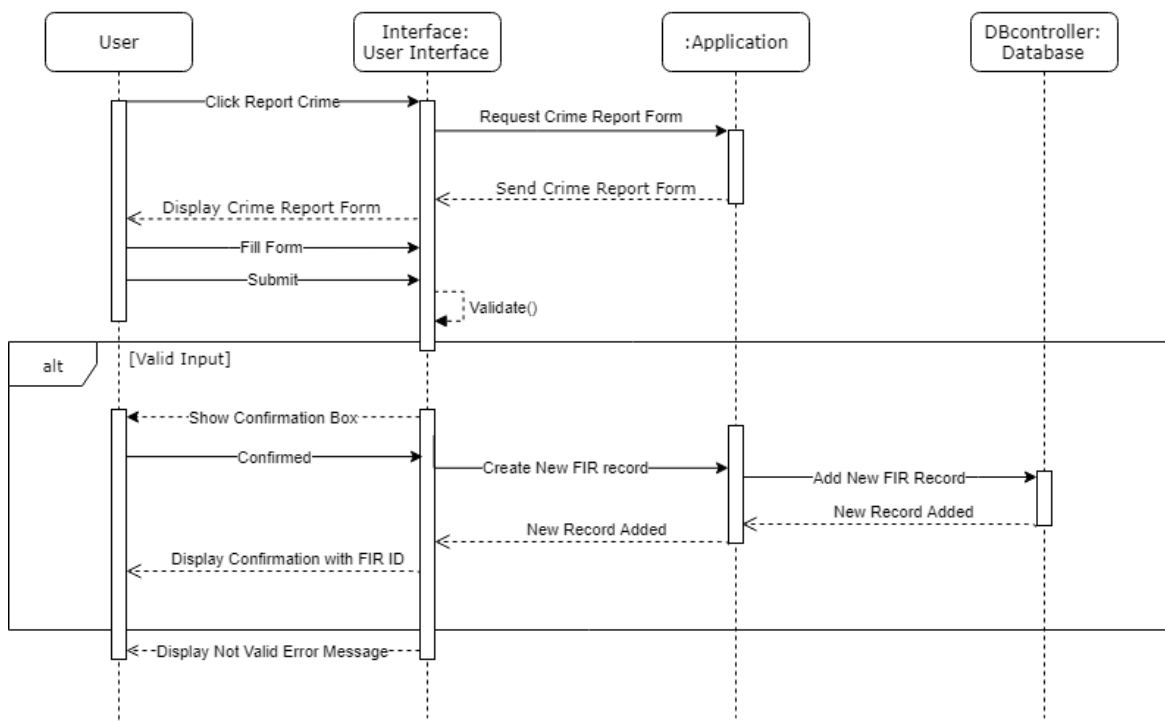 User
Interface:
User Interface
:Application
DBcontroller:
Database
Click Report Crime
Request Crime Report Form
Send Crime Report Form
Display Crime Report Form
Fill Form
Submit
Validate()
alt
[Valid Input]
Show Confirmation Box
Confirmed
Create New FIR record
Add New FIR Record
New Record Added
New Record Added
Display Confirmation with FIR ID
Display Not Valid Error Message